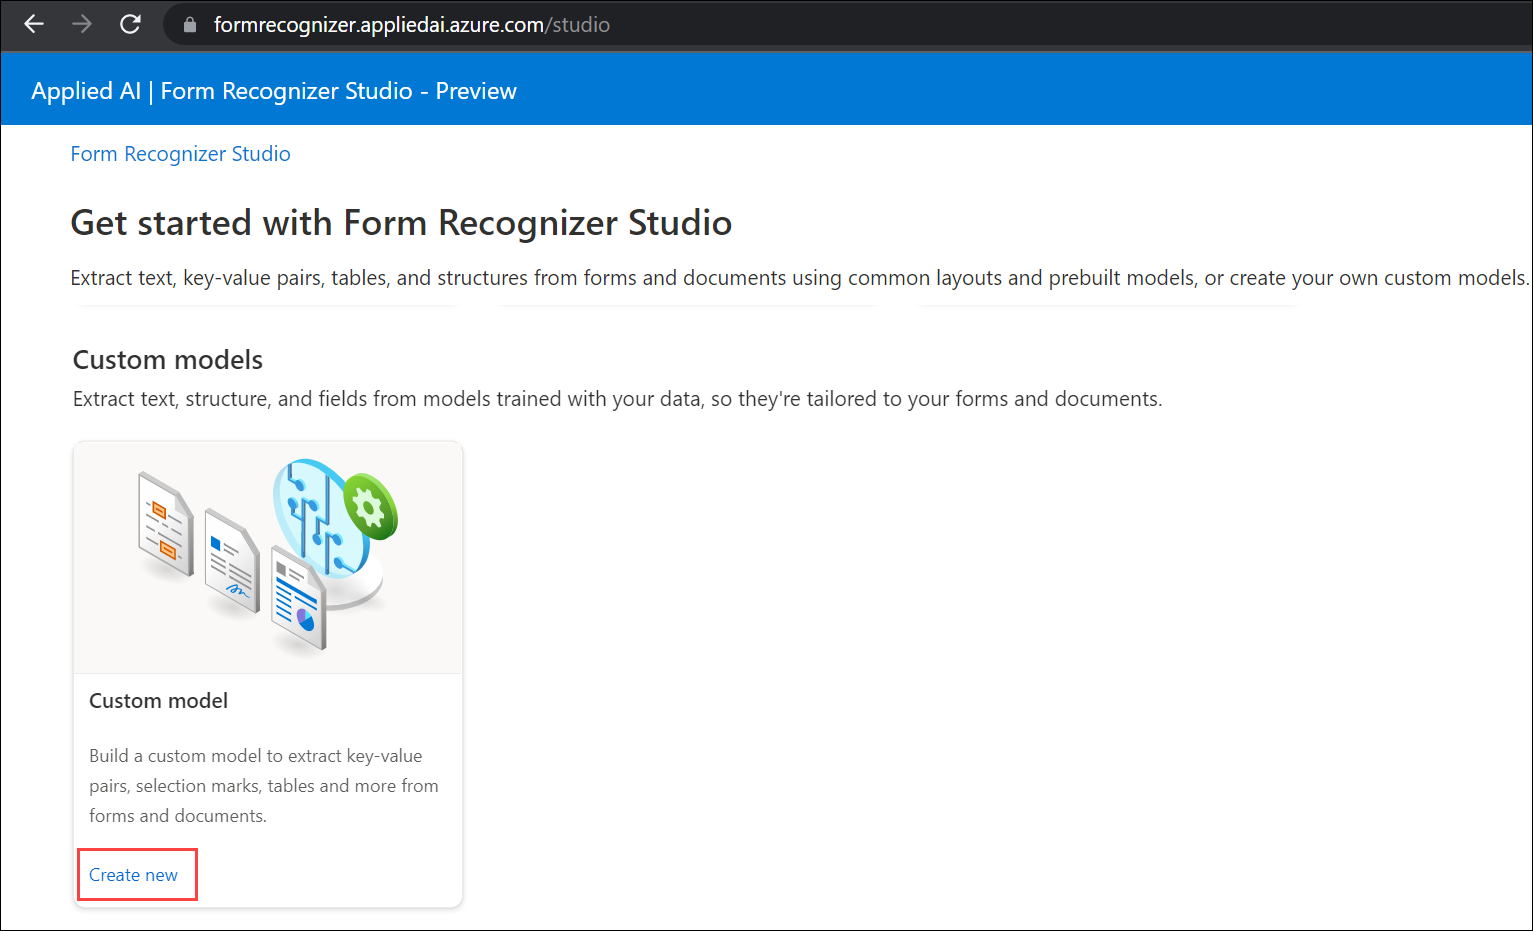 formrecognizer.appliedai.azure.com/studio
Applied AI | Form Recognizer Studio - Preview
Form Recognizer Studio
Get started with Form Recognizer Studio
Extract text, key-value pairs, tables, and structures from forms and documents using common layouts and prebuilt models, or create your own custom models.
Custom models
Extract text, structure, and fields from models trained with your data, so they're tailored to your forms and documents.
Custom model
Build a custom model to extract key-value
pairs, selection marks, tables and more from
forms and documents.
Create new